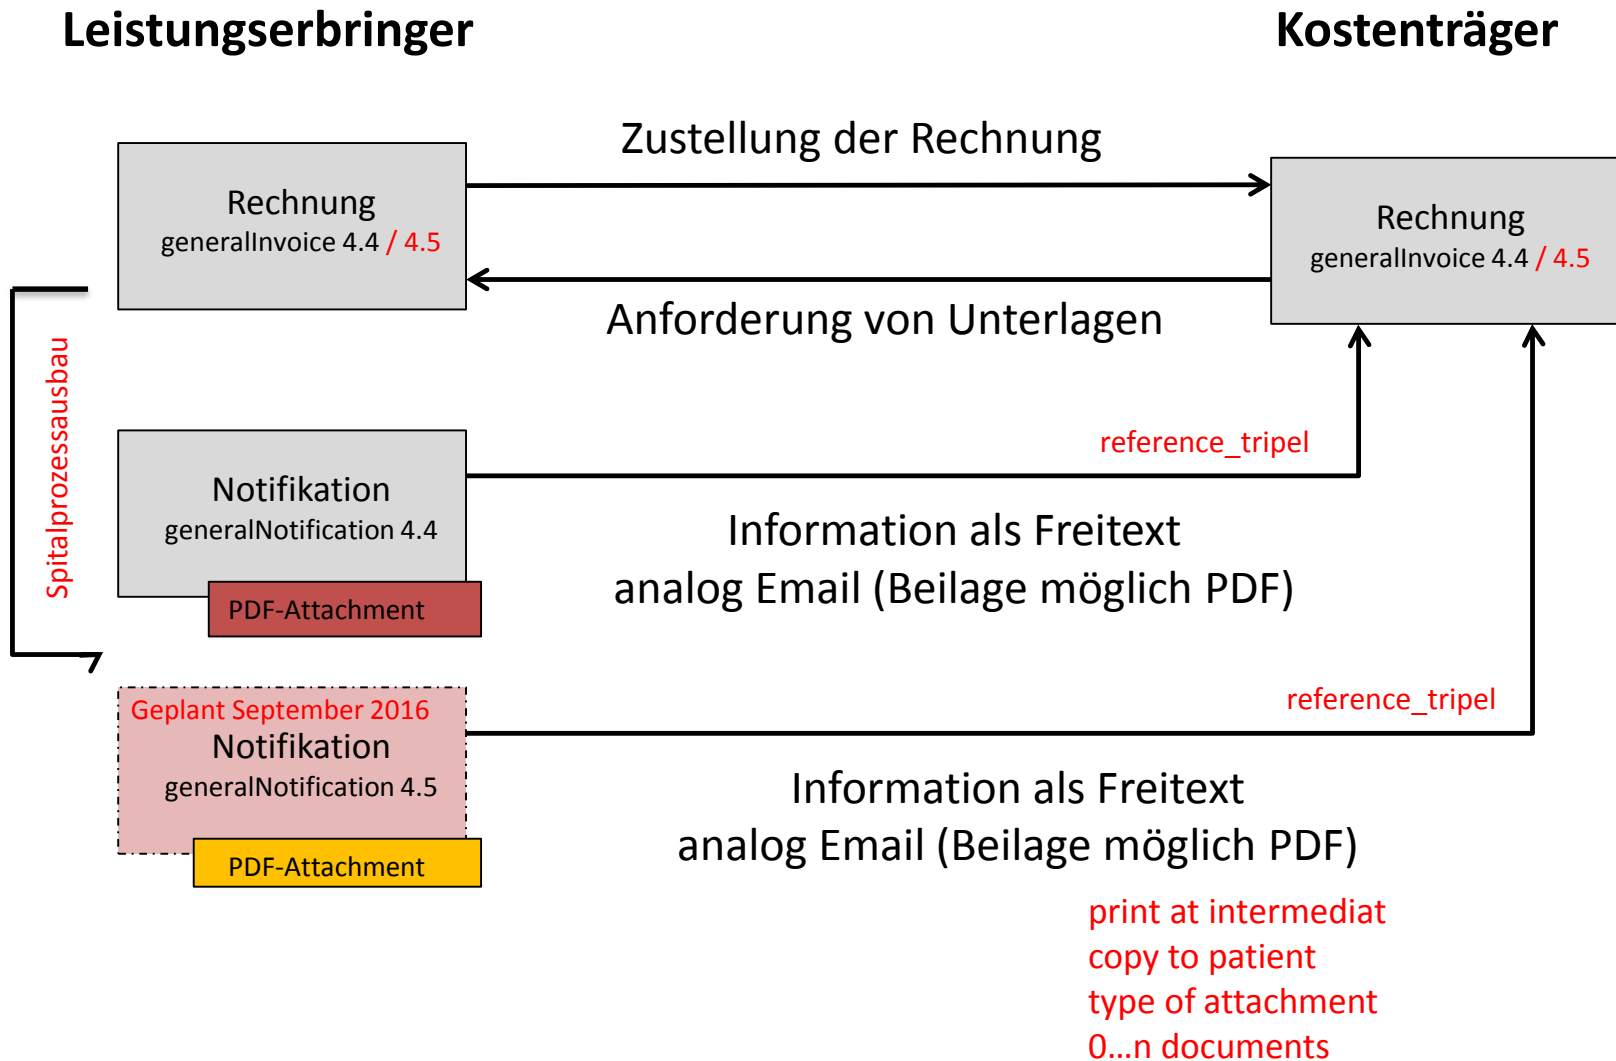 Leistungserbringer
Kostenträger
Zustellung der Rechnung
Rechnung
generalInvoice 4.4 / 4.5
Rechnung
generalInvoice 4.4 / 4.5
Anforderung von Unterlagen
Spitalprozessausbau
reference_tripel
Notifikation
generalNotification 4.4
PDF-Attachment
Information als Freitext
analog Email (Beilage möglich PDF)
reference_tripel
Geplant September 2016
Notifikation
generalNotification 4.5
PDF-Attachment
Information als Freitext
analog Email (Beilage möglich PDF)
print at intermediat
copy to patient
type of attachment
0...n documents